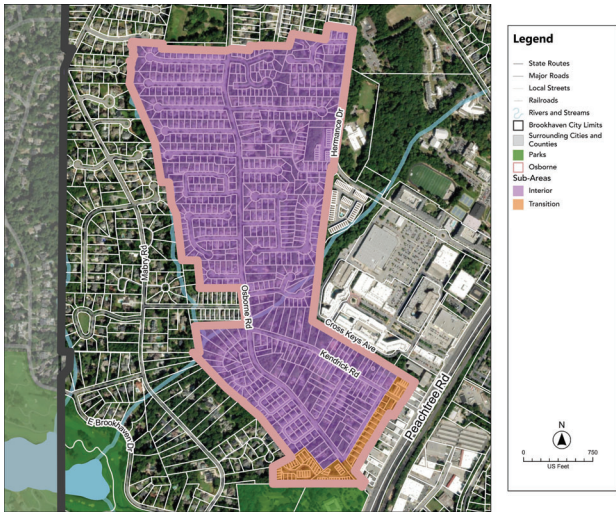 Hermance Dr
Mabry Rd
Osborne Rd
Cross Keys Ave
Kendrick Rd
Peachtree Rd
E Brookhaven Dr
Legend
State Routes
Major Roads
Local Streets
Railroads
Rivers and Streams
Brookhaven City Limits
Surrounding Cities and
Counties
Parks
Osborne
Sub-Areas
Interior
Transition
N
0 750
US Feet